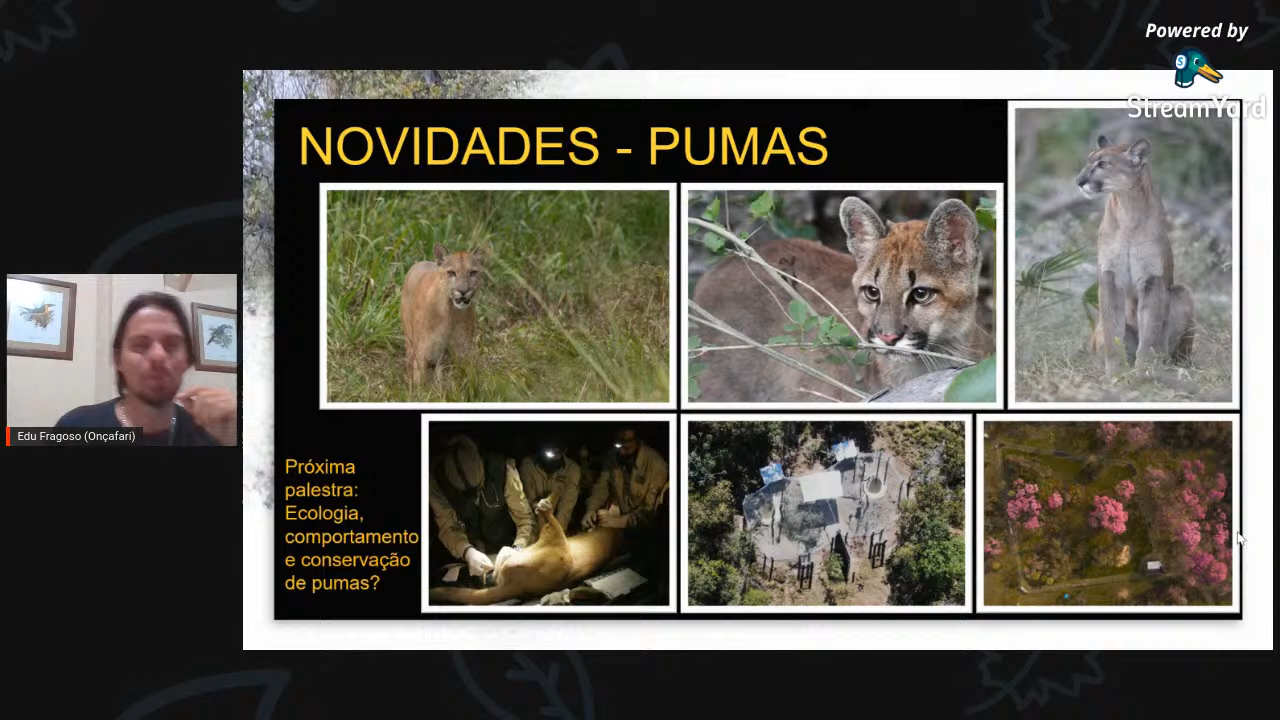 Powered by
StreamYard
NOVIDADES - PUMAS
Próxima
palestra:
Ecologia,
comportamento
e conservação
de pumas?
Edu Fragoso (Onçafari)